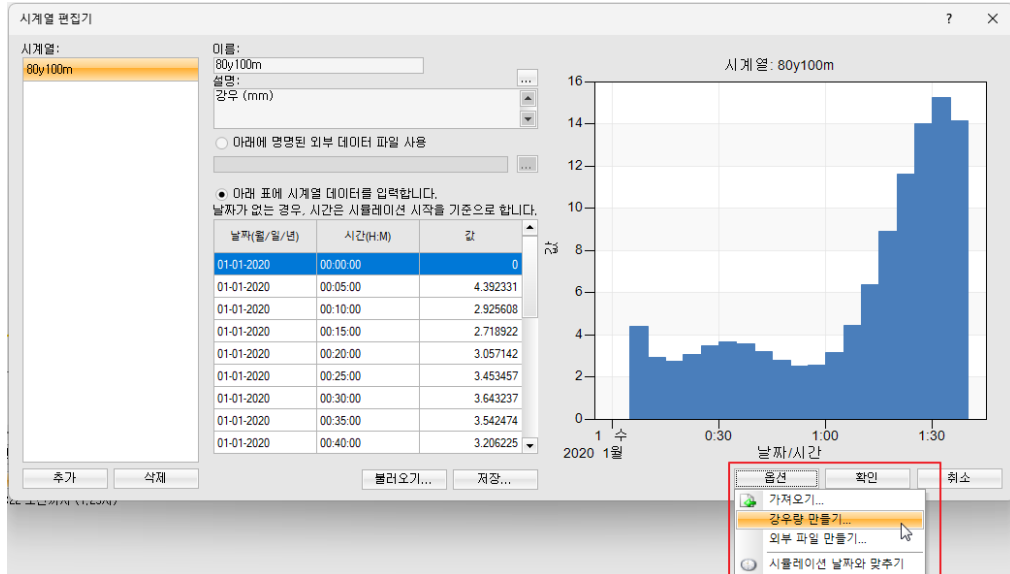 시계열 편집기
? ×
시계열:
80y100m
이름:
80y100m
설명:
...
강우 (mm)
아래에 명명된 외부 데이터 파일 사용
...
아래 표에 시계열 데이터를 입력합니다.
날짜가 없는 경우, 시간은 시뮬레이션 시작을 기준으로 합니다.
날짜(월/일/년) 시간(H:M) 값
01-01-2020 00:00:00 0
01-01-2020 00:05:00 4.392331
01-01-2020 00:10:00 2.925608
01-01-2020 00:15:00 2.718922
01-01-2020 00:20:00 3.057142
01-01-2020 00:25:00 3.453457
01-01-2020 00:30:00 3.643237
01-01-2020 00:35:00 3.542474
01-01-2020 00:40:00 3.206225
시계열: 80y100m
값
16
14
12
10
8
6
4
2
0
1 수 0:30 1:00 1:30
2020 1월 날짜/시간
추가 삭제 불러오기... 저장... 옵션 확인 취소
가져오기...
강우량 만들기...
외부 파일 만들기...
시뮬레이션 날짜와 맞추기